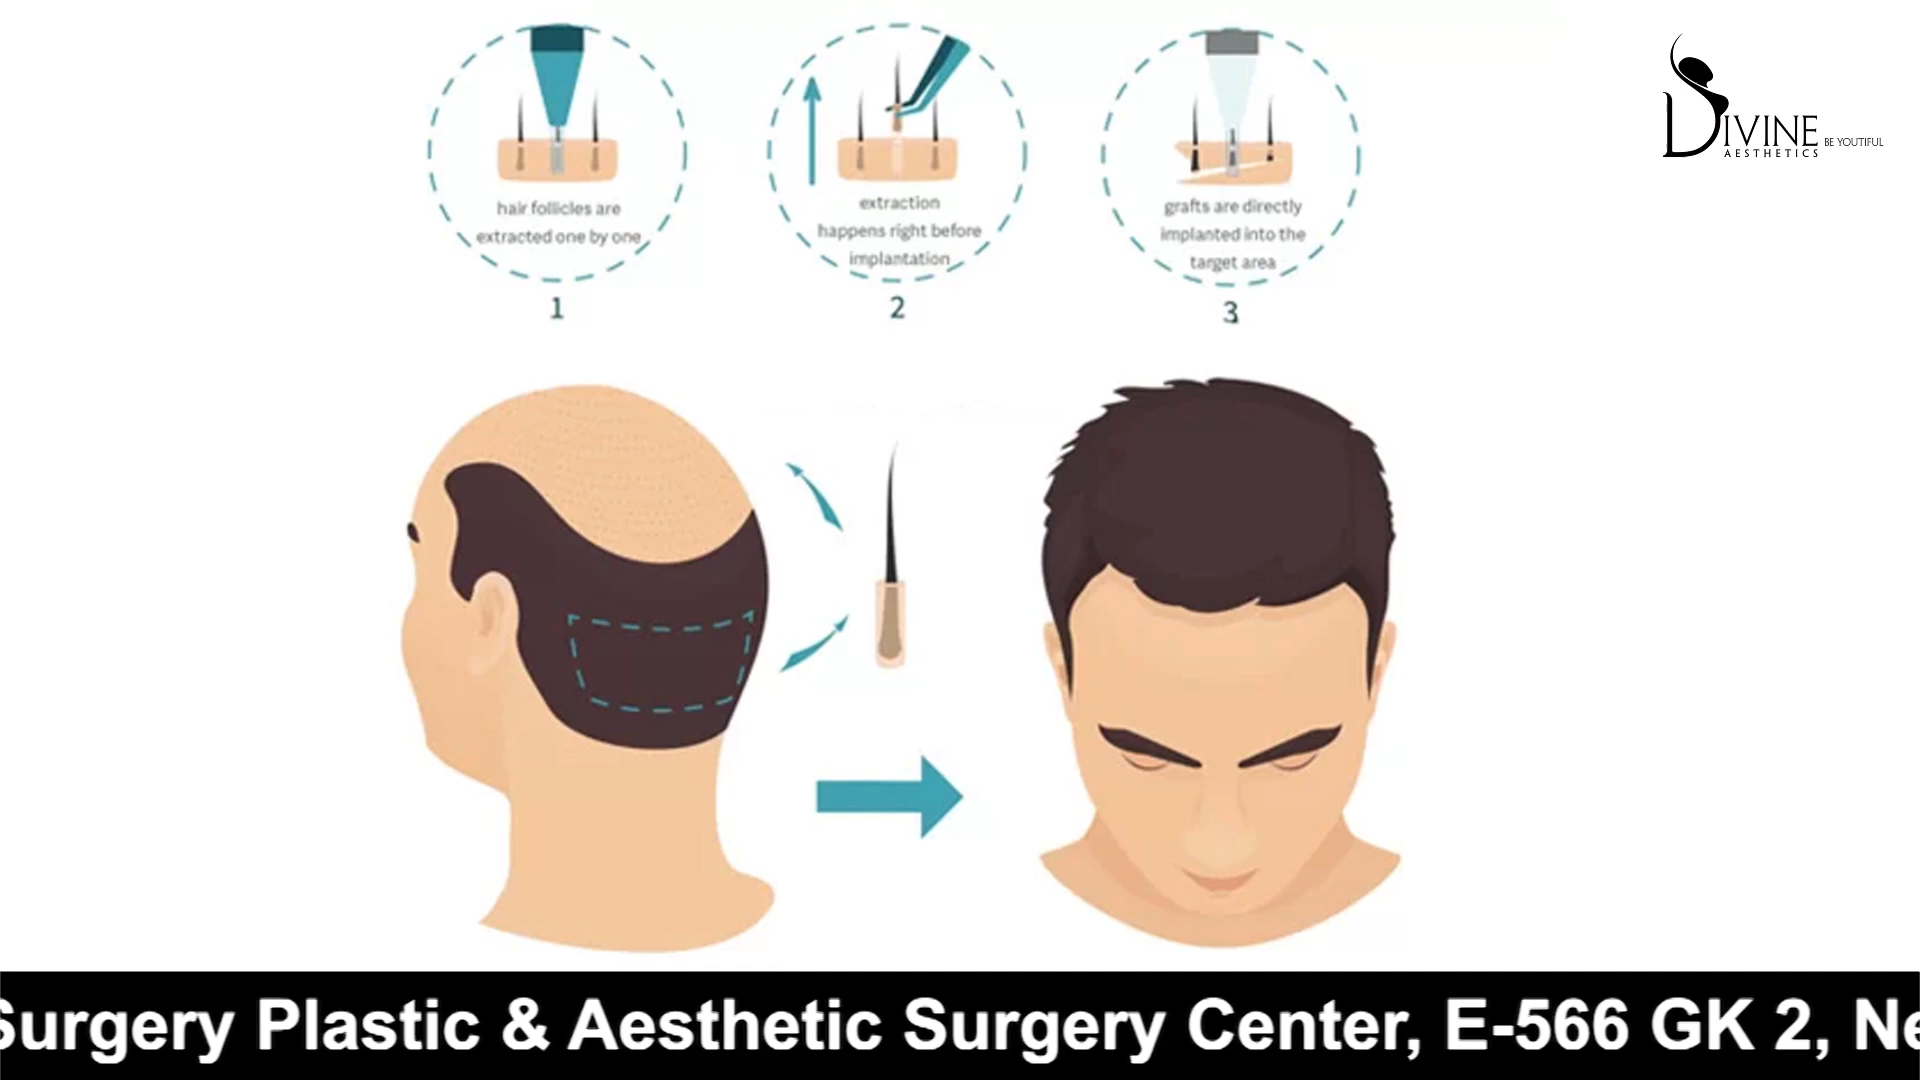 hair follicles are
extracted one by one
1
extraction
happens right before
implantation
2
grafts are directly
implanted into the
target area
3
DIVINE
AESTHETICS
BE YOUTIFUL
Surgery Plastic & Aesthetic Surgery Center, E-566 GK 2, Ne